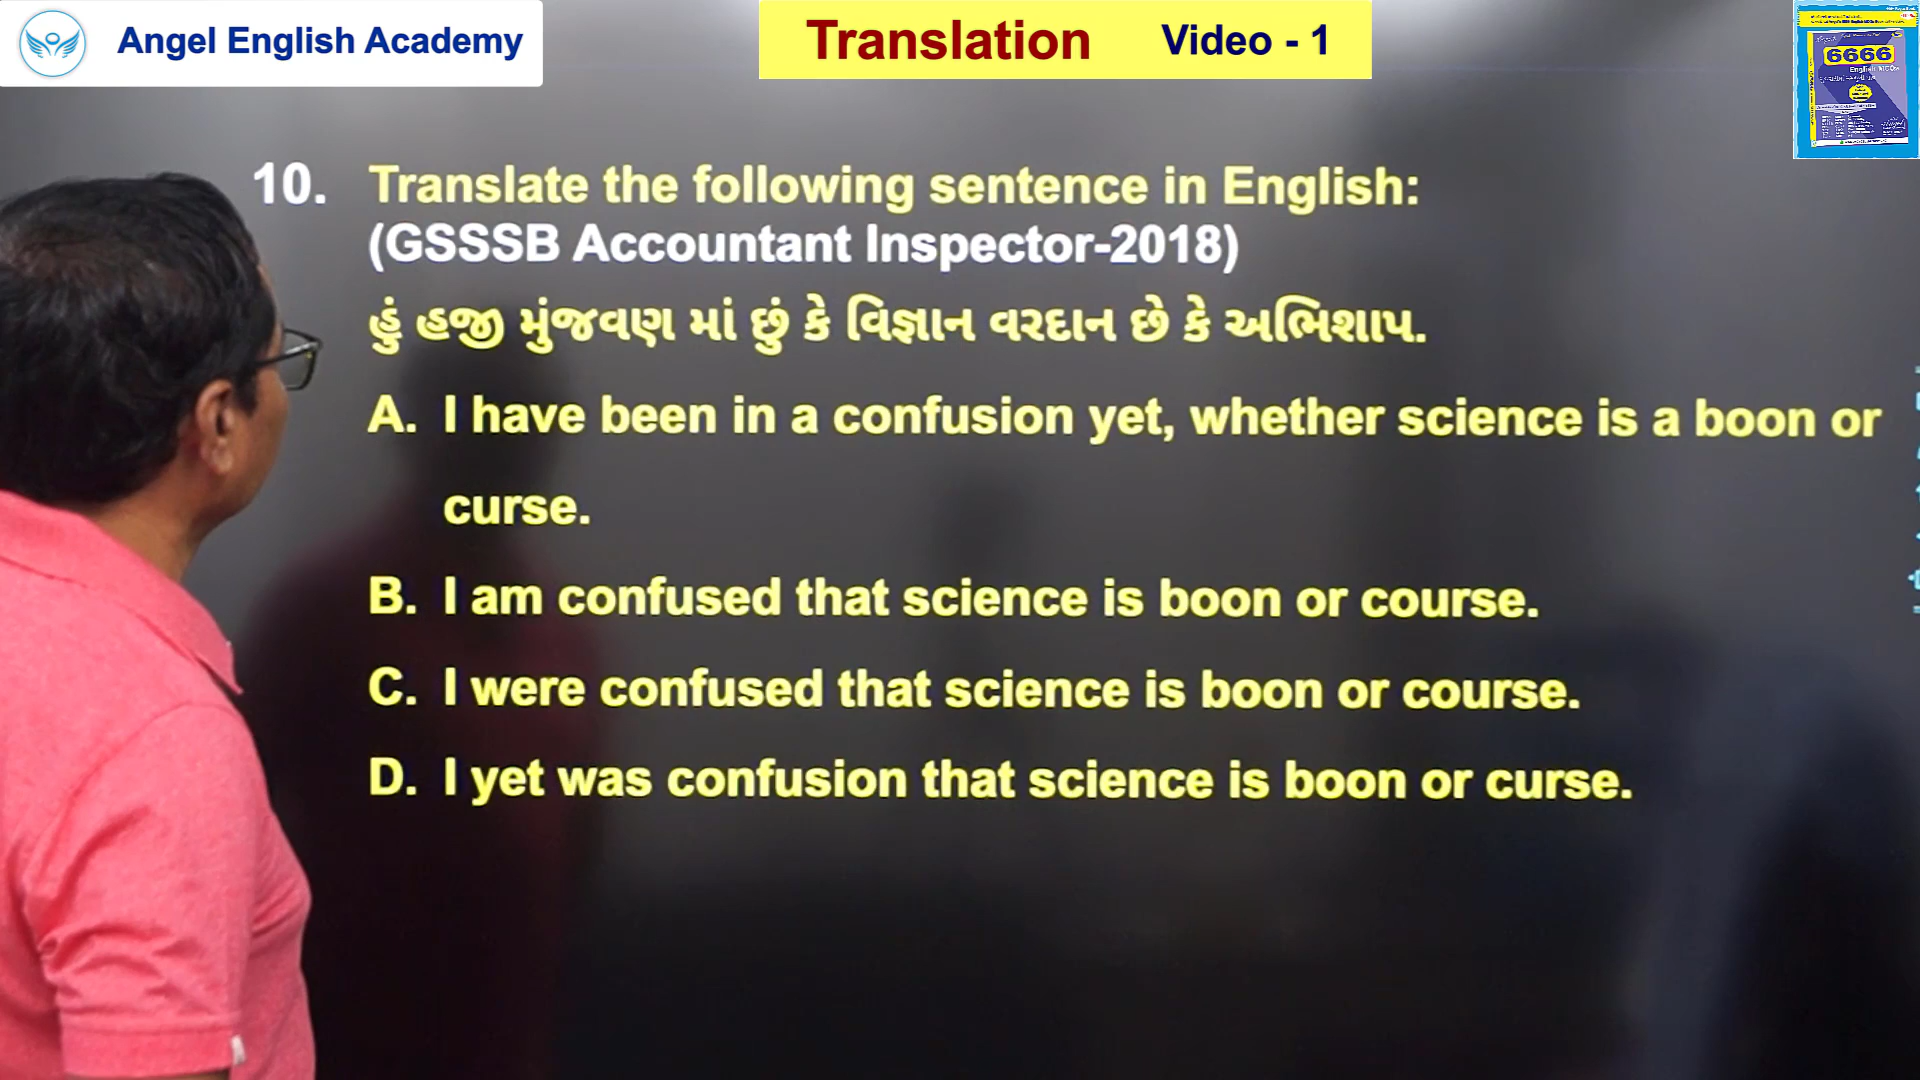 Angel English Academy
Translation Video - 1
6666
10. Translate the following sentence in English:
(GSSSB Accountant Inspector-2018)
હું હજી મુંજવણ માં છું કે વિજ્ઞાન વરદાન છે કે અભિશાપ.
A. I have been in a confusion yet, whether science is a boon or
curse.
B. I am confused that science is boon or course.
C. I were confused that science is boon or course.
D. I yet was confusion that science is boon or curse.